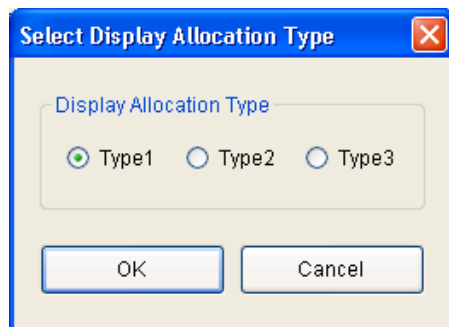 Select Display Allocation Type
Display Allocation Type
Type1 Type2 Type3
OK Cancel